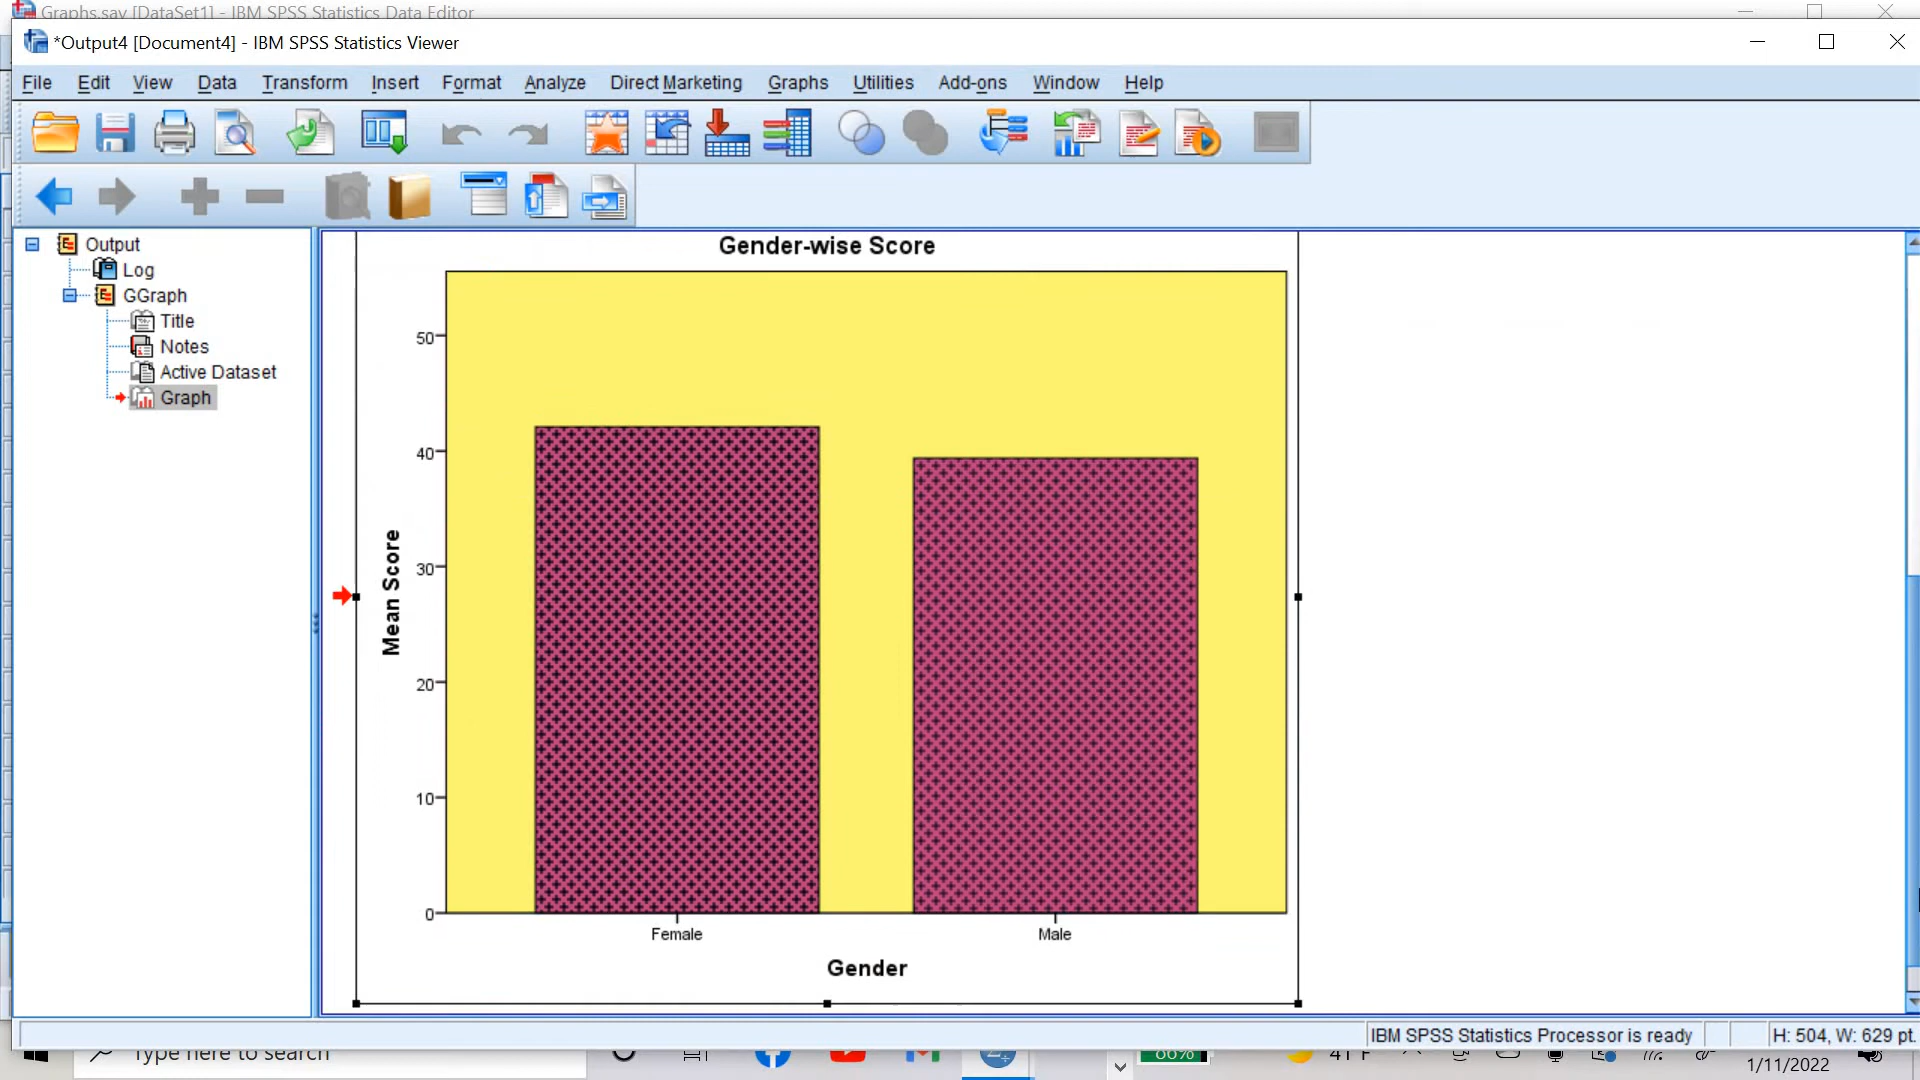 Graphs.sav [DataSet1] - IBM SPSS Statistics Data Editor
*Output4 [Document4] - IBM SPSS Statistics Viewer
File Edit View Data Transform Insert Format Analyze Direct Marketing Graphs Utilities Add-ons Window Help
Output
Log
GGraph
Title
Notes
Active Dataset
Graph
Gender-wise Score
50
40
30
20
10
0
Mean Score
Female Male
Gender
IBM SPSS Statistics Processor is ready H: 504, W: 629 pt.
Type here to search
66%
41°F
1/11/2022